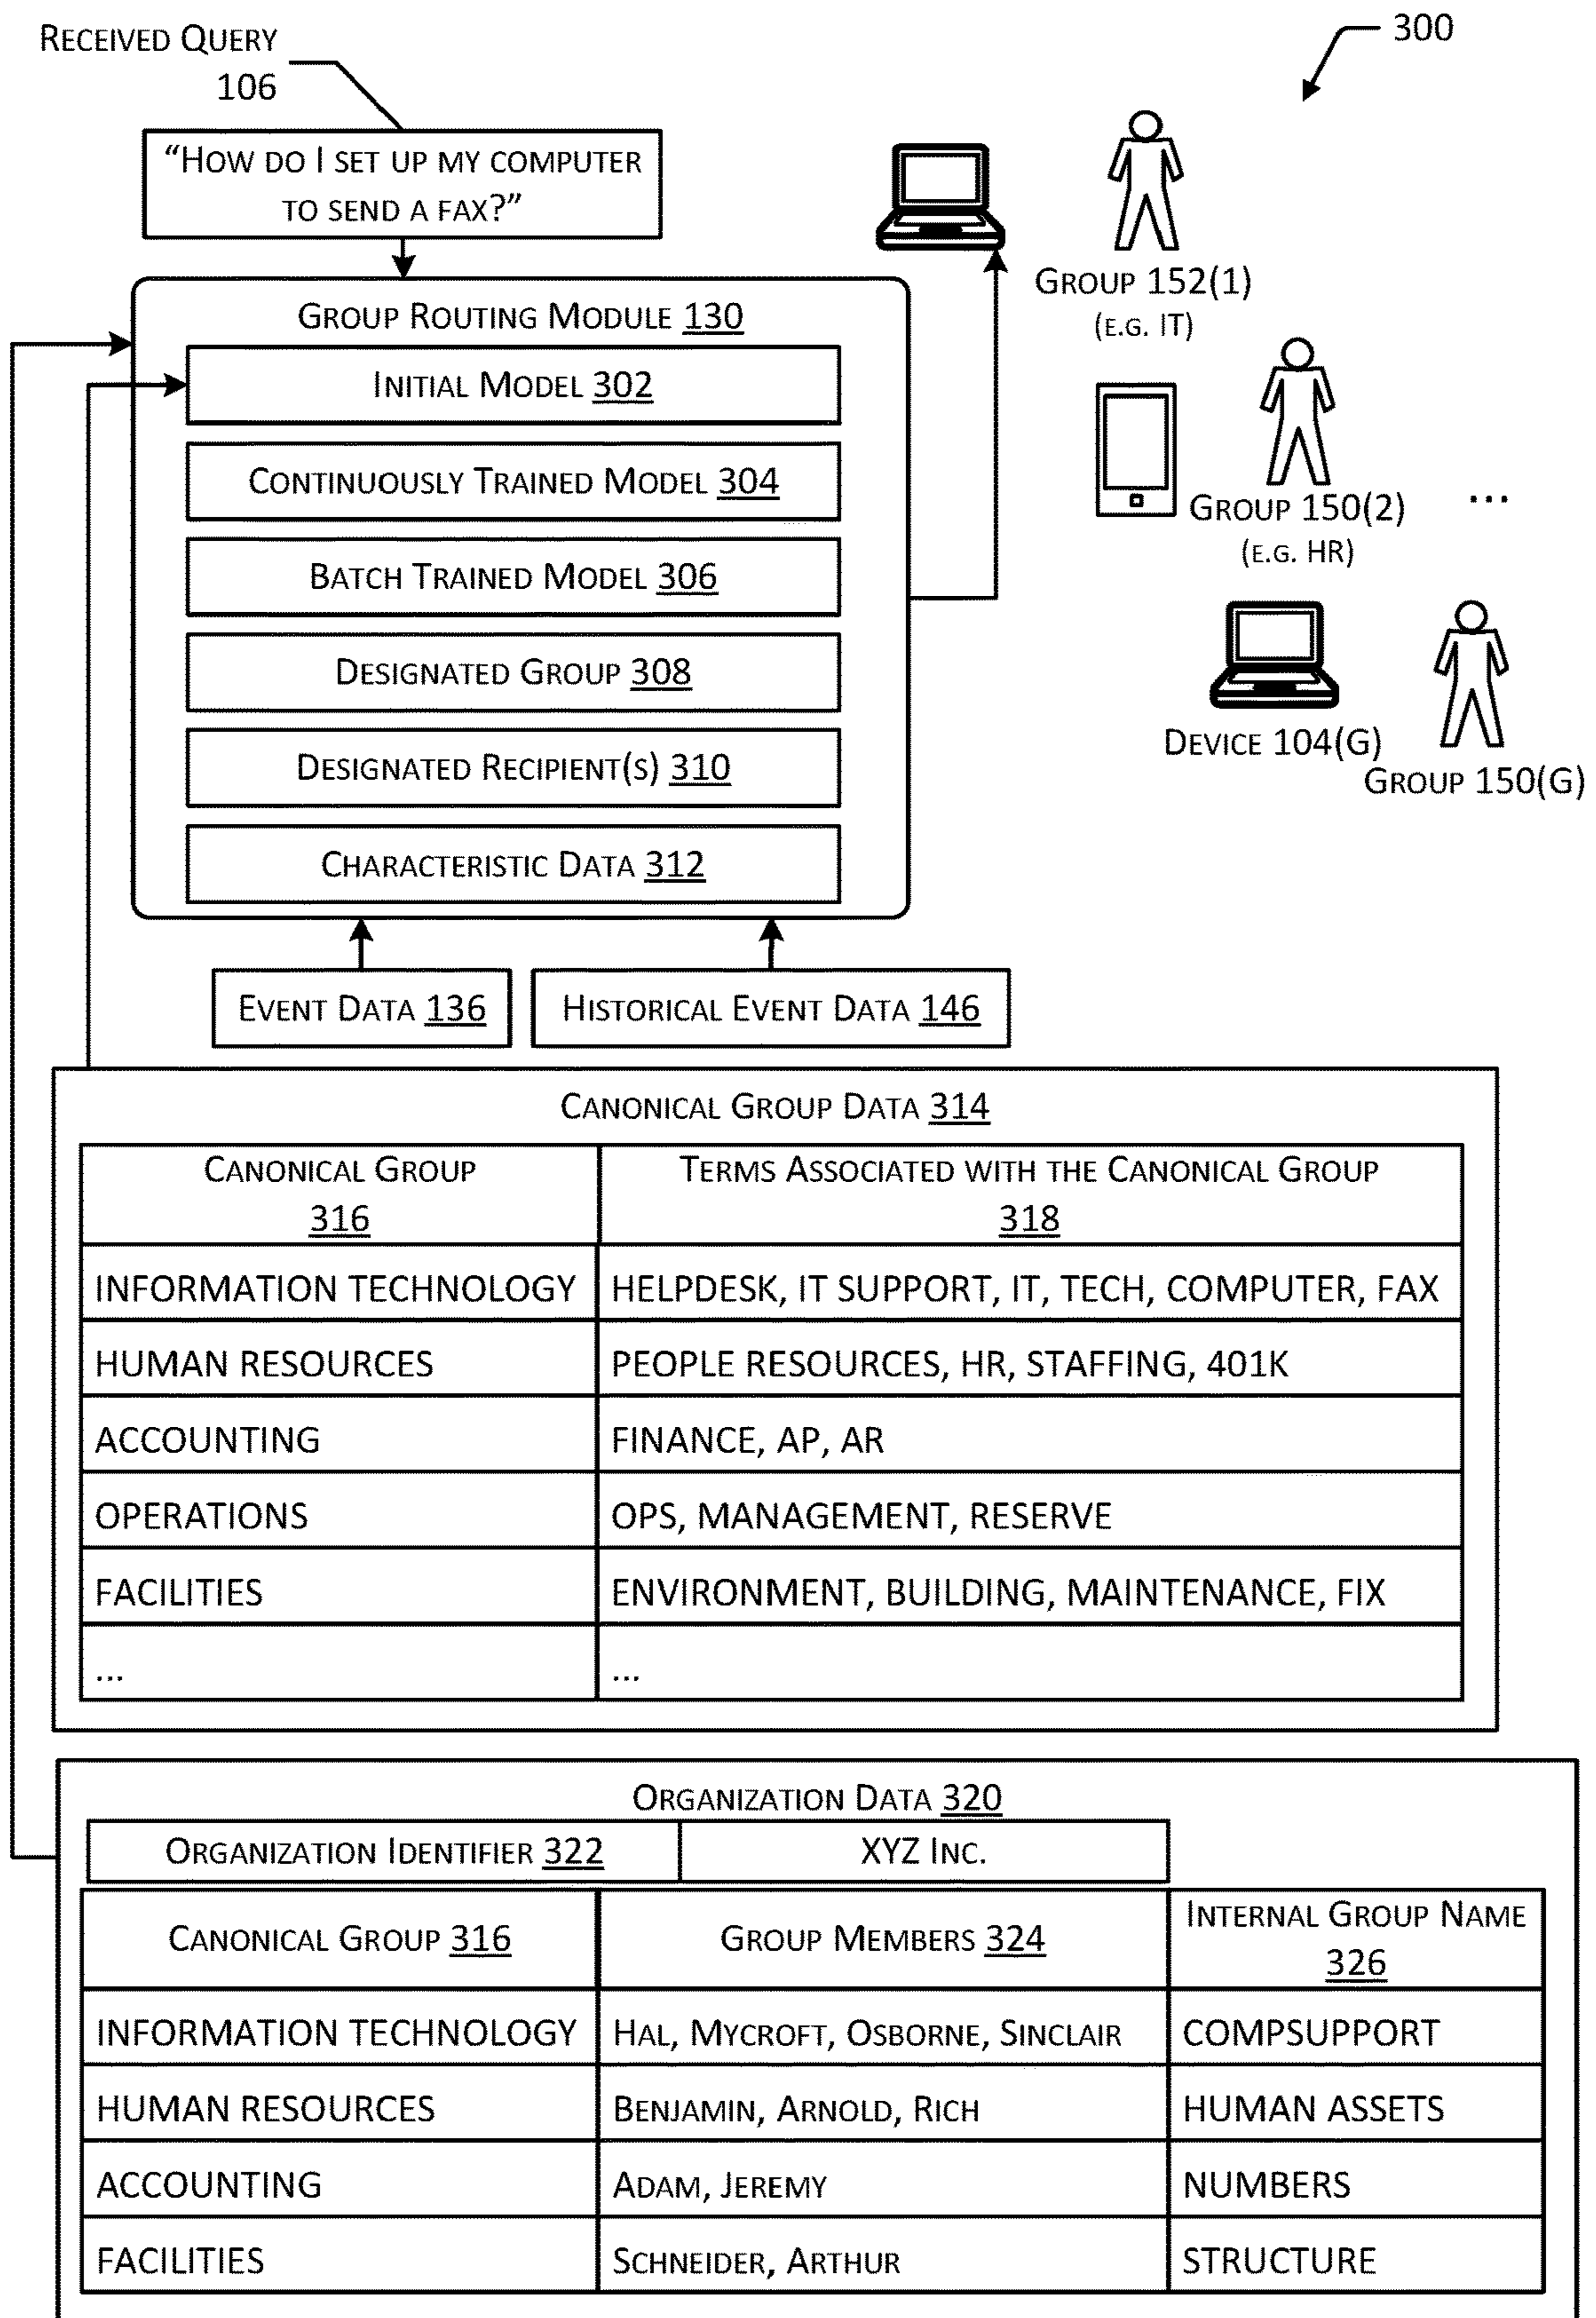 RECEIVED QUERY
106
300
“HOW DO I SET UP MY COMPUTER
TO SEND A FAX?”
GROUP 152(1)
(E.G. IT)
GROUP ROUTING MODULE 130
INITIAL MODEL 302
CONTINUOUSLY TRAINED MODEL 304
BATCH TRAINED MODEL 306
DESIGNATED GROUP 308
DESIGNATED RECIPIENT(S) 310
CHARACTERISTIC DATA 312
GROUP 150(2)
(E.G. HR)
...
DEVICE 104(G)
GROUP 150(G)
EVENT DATA 136
HISTORICAL EVENT DATA 146
CANONICAL GROUP DATA 314
CANONICAL GROUP
316
TERMS ASSOCIATED WITH THE CANONICAL GROUP
318
INFORMATION TECHNOLOGY
HELPDESK, IT SUPPORT, IT, TECH, COMPUTER, FAX
HUMAN RESOURCES
PEOPLE RESOURCES, HR, STAFFING, 401K
ACCOUNTING
FINANCE, AP, AR
OPERATIONS
OPS, MANAGEMENT, RESERVE
FACILITIES
ENVIRONMENT, BUILDING, MAINTENANCE, FIX
...
...
ORGANIZATION DATA 320
ORGANIZATION IDENTIFIER 322
XYZ INC.
CANONICAL GROUP 316
GROUP MEMBERS 324
INTERNAL GROUP NAME
326
INFORMATION TECHNOLOGY
HAL, MYCROFT, OSBORNE, SINCLAIR
COMPSUPPORT
HUMAN RESOURCES
BENJAMIN, ARNOLD, RICH
HUMAN ASSETS
ACCOUNTING
ADAM, JEREMY
NUMBERS
FACILITIES
SCHNEIDER, ARTHUR
STRUCTURE